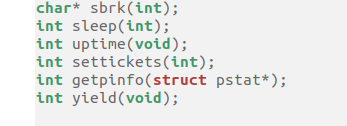 char* sbrk(int);
int sleep(int);
int uptime(void);
int settickets(int);
int getpinfo(struct pstat*);
int yield(void);